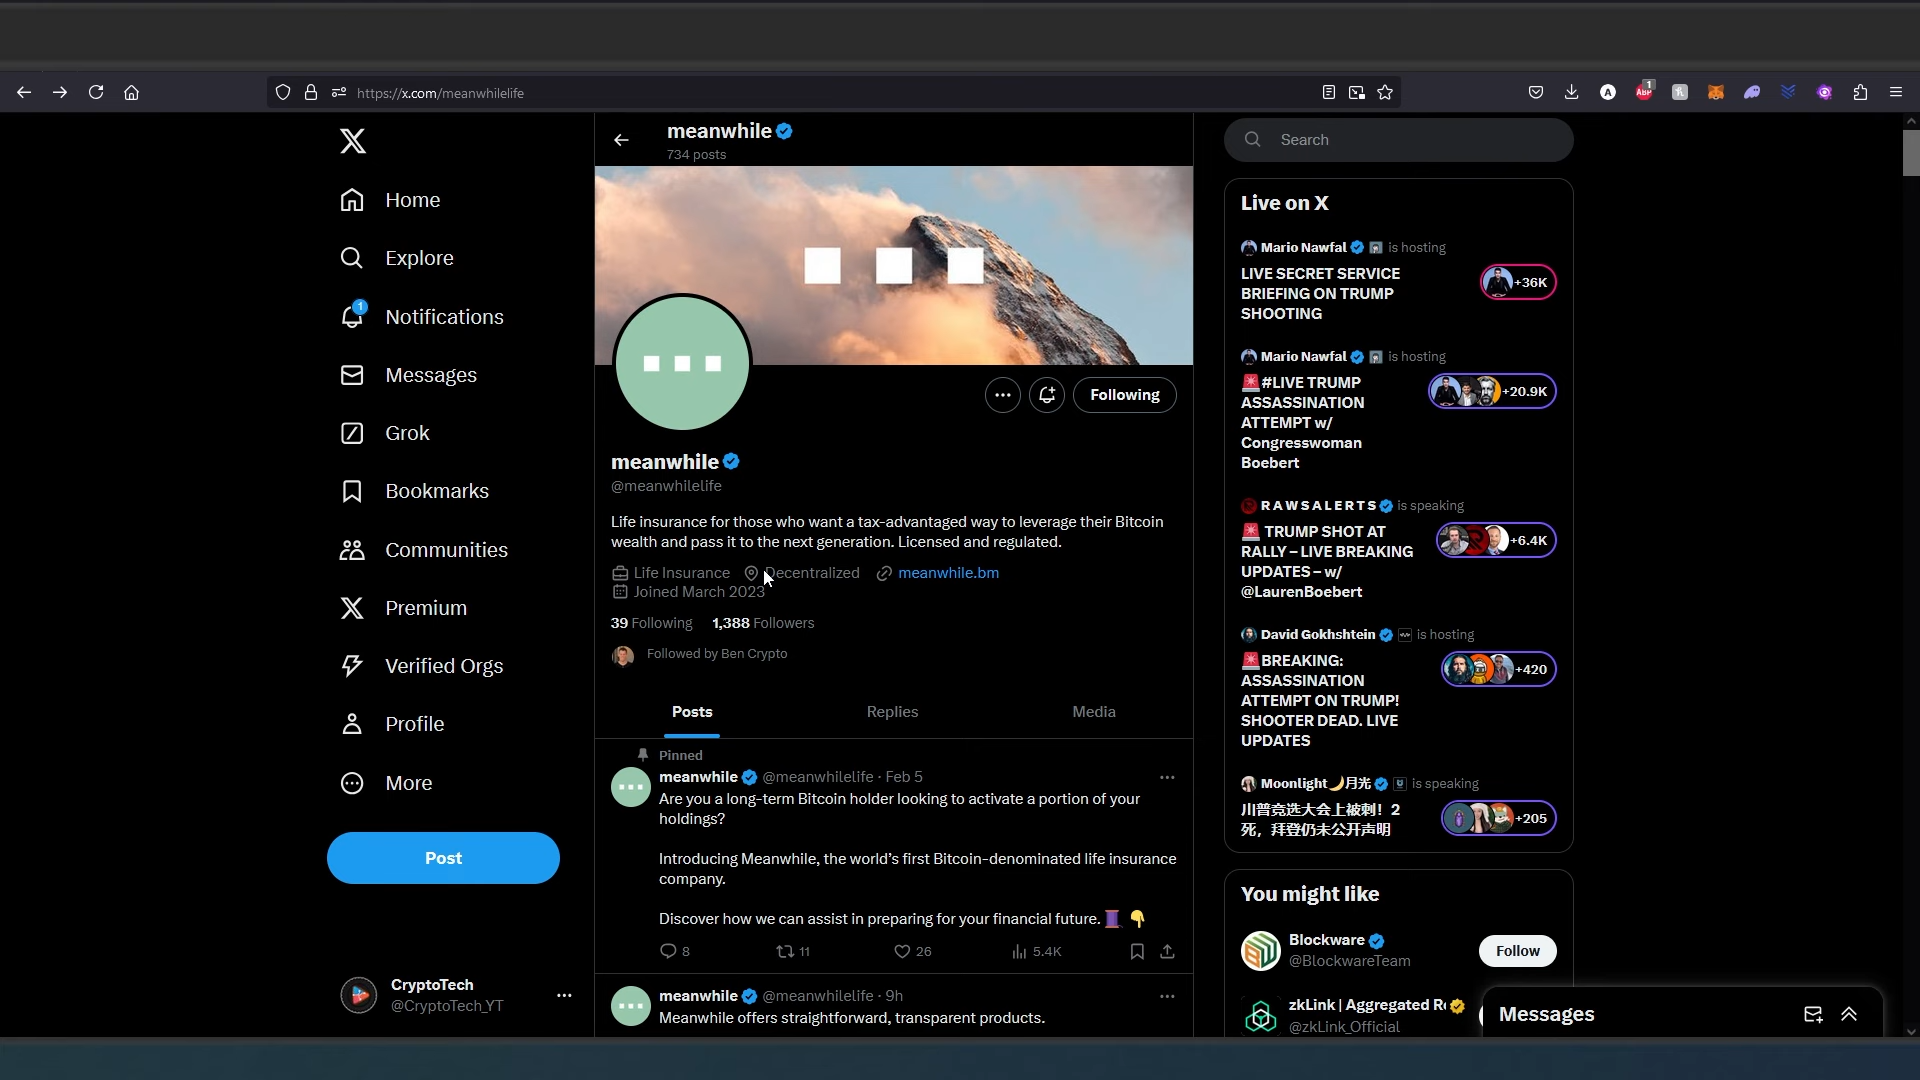 https://x.com/meanwhilelife
ABP
1
Home
Explore
1
Notifications
Messages
Grok
Bookmarks
Communities
Premium
Verified Orgs
Profile
More
Post
CryptoTech
@CryptoTech_YT
meanwhile
734 posts
Following
meanwhile
@meanwhilelife
Life insurance for those who want a tax-advantaged way to leverage their Bitcoin
wealth and pass it to the next generation. Licensed and regulated.
Life Insurance Decentralized meanwhile.bm
Joined March 2023
39 Following 1,388 Followers
Followed by Ben Crypto
Posts Replies Media
Pinned
meanwhile @meanwhilelife · Feb 5
Are you a long-term Bitcoin holder looking to activate a portion of your
holdings?
Introducing Meanwhile, the world’s first Bitcoin-denominated life insurance
company.
Discover how we can assist in preparing for your financial future. 🧵 👇
8 11 26 5.4K
meanwhile @meanwhilelife · 9h
Meanwhile offers straightforward, transparent products.
Search
Live on X
Mario Nawfal is hosting
LIVE SECRET SERVICE
BRIEFING ON TRUMP
SHOOTING
+36K
Mario Nawfal is hosting
🚨#LIVE TRUMP
ASSASSINATION
ATTEMPT w/
Congresswoman
Boebert
+20.9K
R A W S A L E R T S is speaking
🚨 TRUMP SHOT AT
RALLY – LIVE BREAKING
UPDATES – w/
@LaurenBoebert
+6.4K
David Gokhshtein is hosting
🚨BREAKING:
ASSASSINATION
ATTEMPT ON TRUMP!
SHOOTER DEAD. LIVE
UPDATES
+420
Moonlight🌙月光 is speaking
川普竞选大会上被刺！2
死，拜登仍未公开声明
+205
You might like
Blockware
@BlockwareTeam
Follow
zkLink | Aggregated
@zkLink_Official
Messages